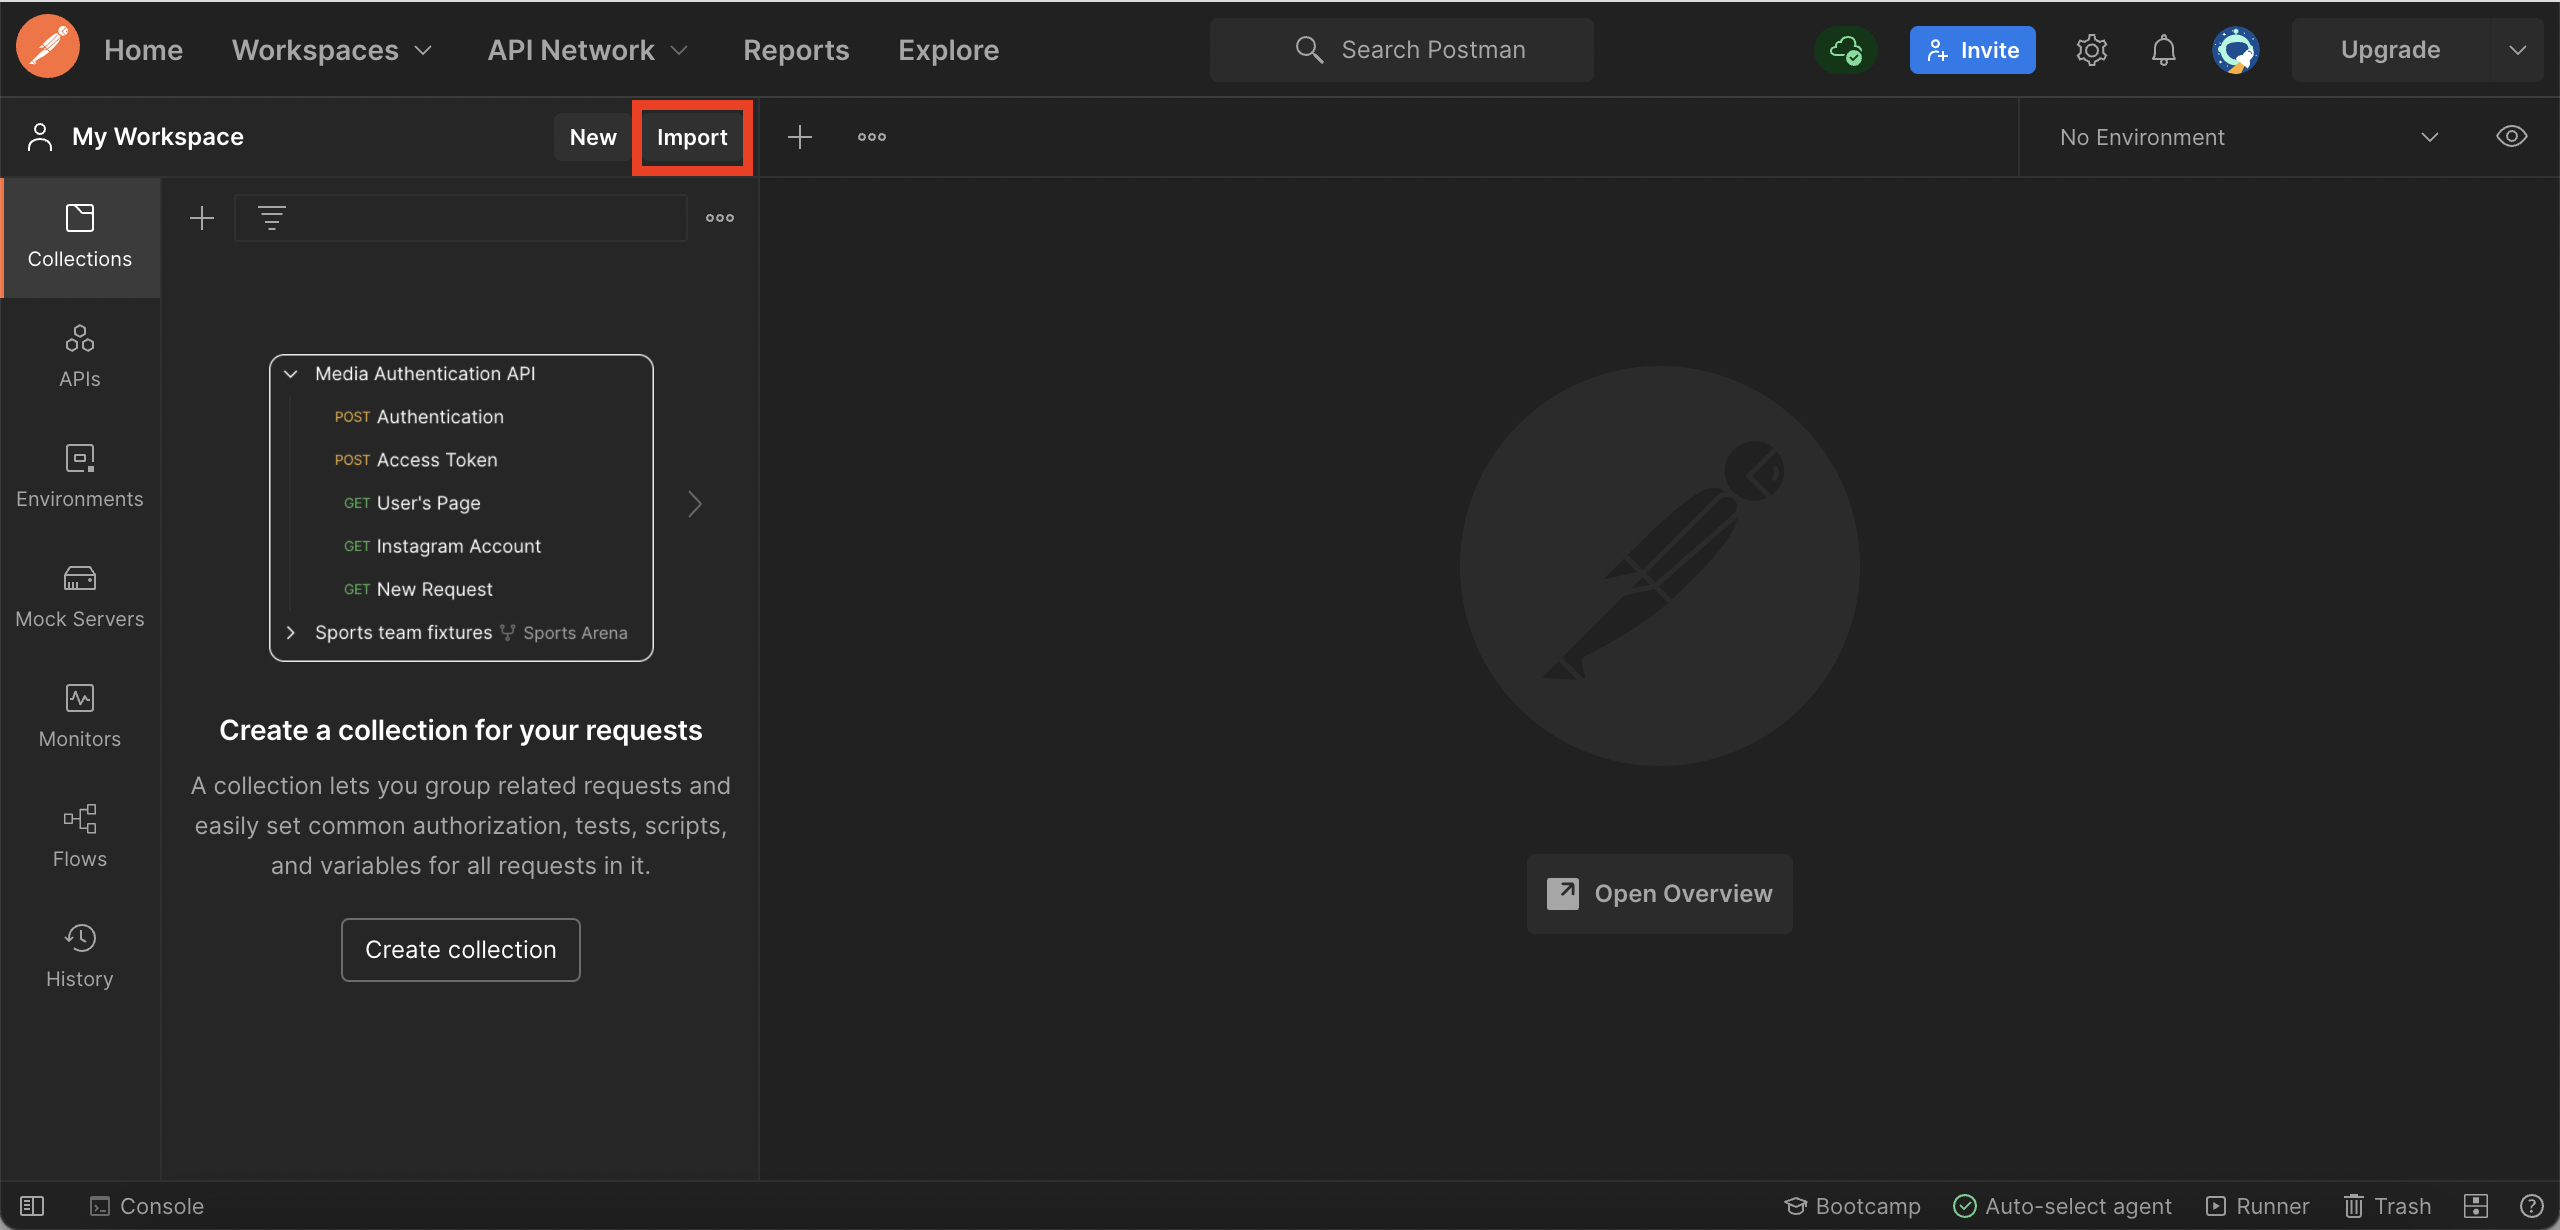 Home Workspaces API Network Reports Explore Search Postman Invite Upgrade
My Workspace New Import No Environment
Collections
APIs
Environments
Mock Servers
Monitors
Flows
History
Media Authentication API
POST Authentication
POST Access Token
GET User's Page
GET Instagram Account
GET New Request
Sports team fixtures Sports Arena
Create a collection for your requests
A collection lets you group related requests and
easily set common authorization, tests, scripts,
and variables for all requests in it.
Create collection
Open Overview
Console Bootcamp Auto-select agent Runner Trash